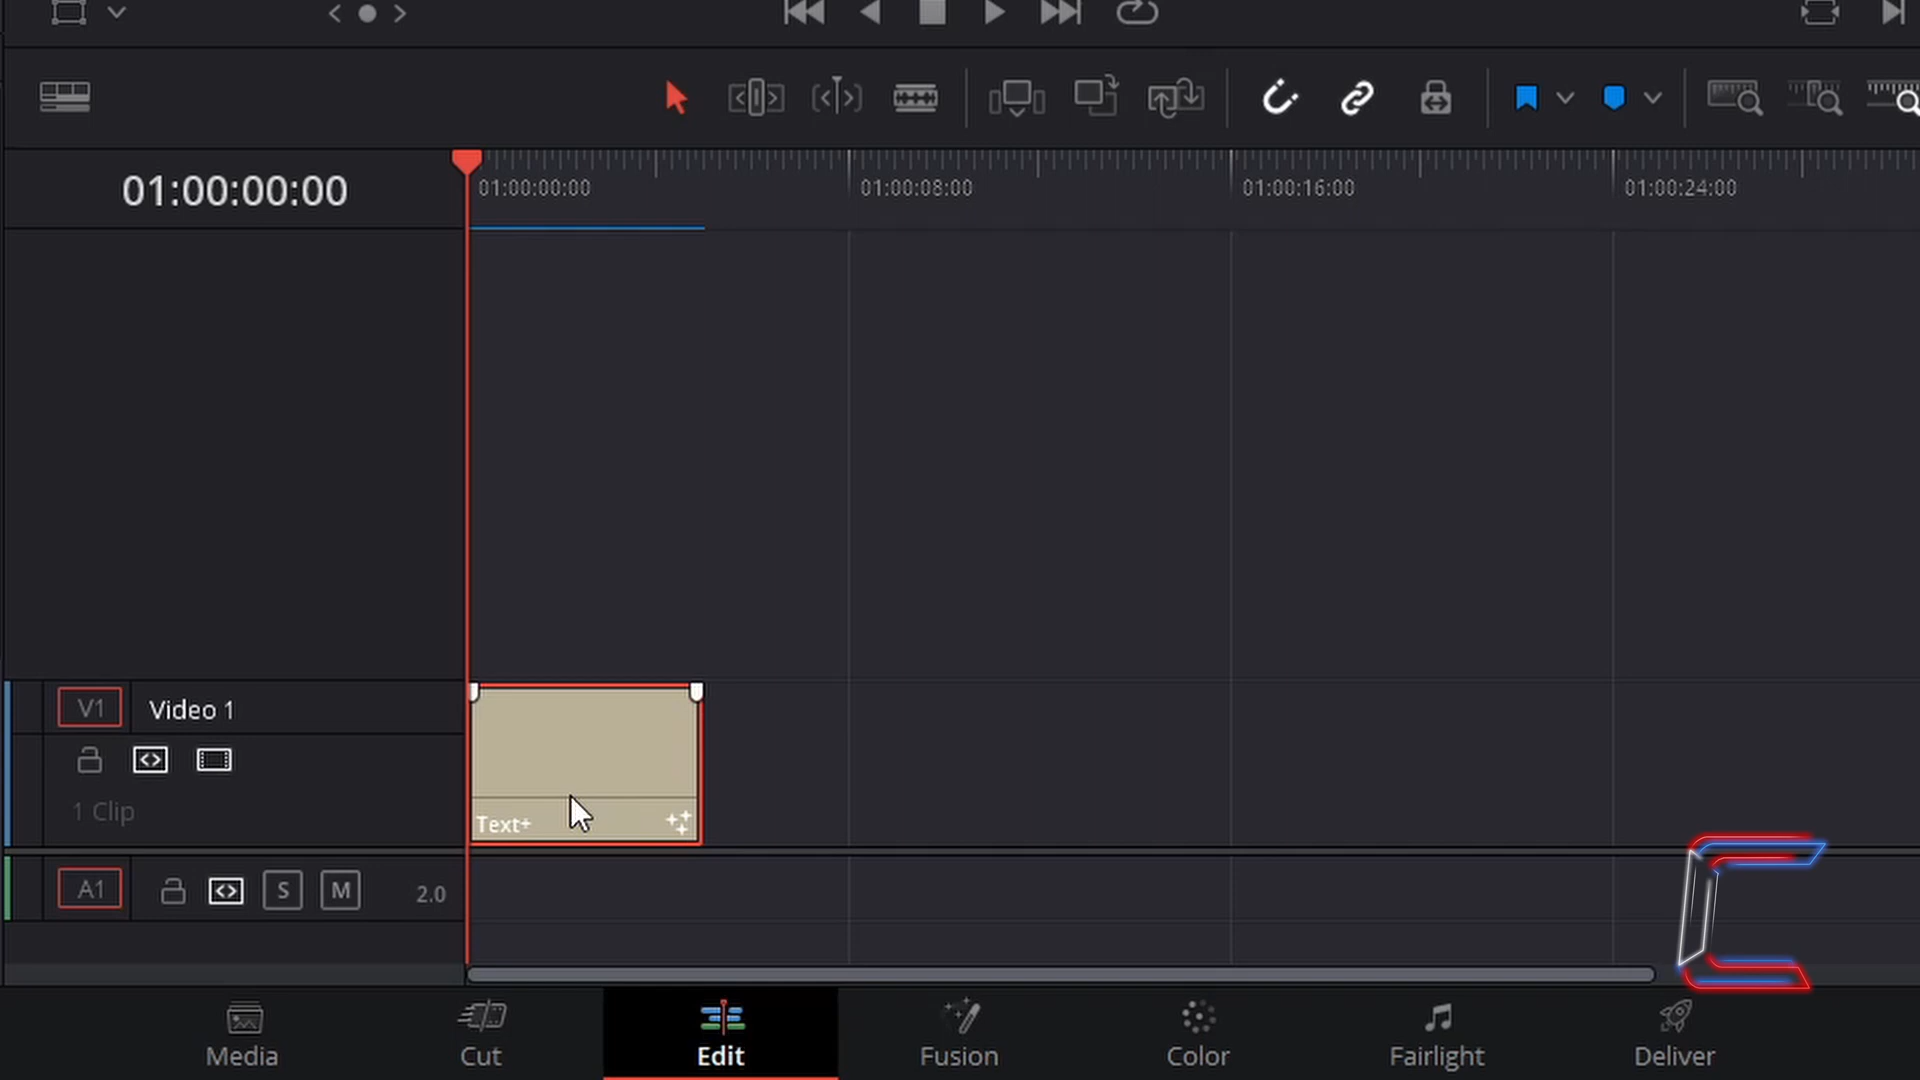 01:00:00:00
01:00:00:00
01:00:08:00
01:00:16:00
01:00:24:00
V1 Video 1
1 Clip
Text+
A1 S M 2.0
Media Cut Edit Fusion Color Fairlight Deliver